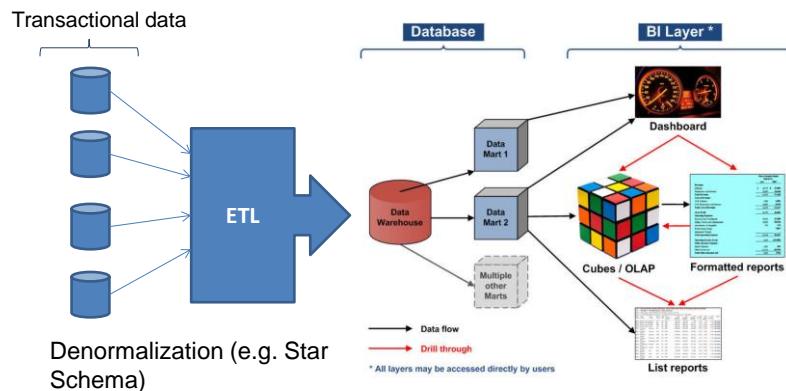 Transactional data
Database
BI Layer *
Data
Mart 1
Dashboard
ETL
Data
Warehouse
Data
Mart 2
Cubes / OLAP
Formatted reports
Multiple
other
Marts
Data flow
Drill through
List reports
* All layers may be accessed directly by users
Denormalization (e.g. Star
Schema)